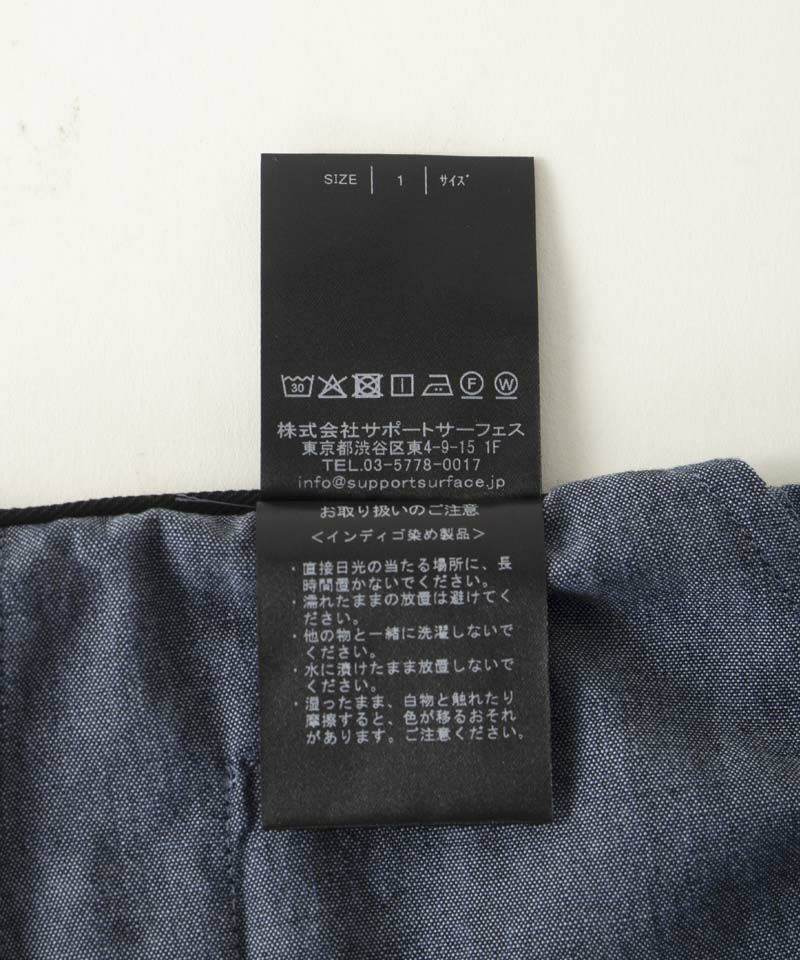 SIZE | 1 | サイズ
30 F W
株式会社サポートサーフェス
東京都渋谷区東4-9-15 1F
TEL.03-5778-0017
info@supportsurface.jp
お取り扱いのご注意
<インディゴ染め製品>
・直接日光の当たる場所に、長
時間置かないでください。
・濡れたままの放置は避けてく
ださい。
・他の物と一緒に洗濯しないで
ください。
・水に漬けたまま放置しないで
ください。
・湿ったまま、白物と触れたり
摩擦すると、色が移るおそれ
があります。ご注意ください。